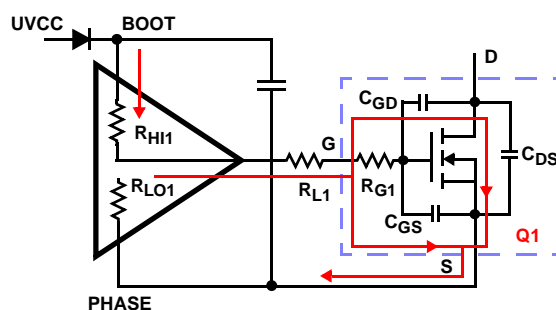 UVCC
BOOT
D
CGD
RHI1
G
CDS
RLO1
RL1
RG1
CGS
Q1
S
PHASE